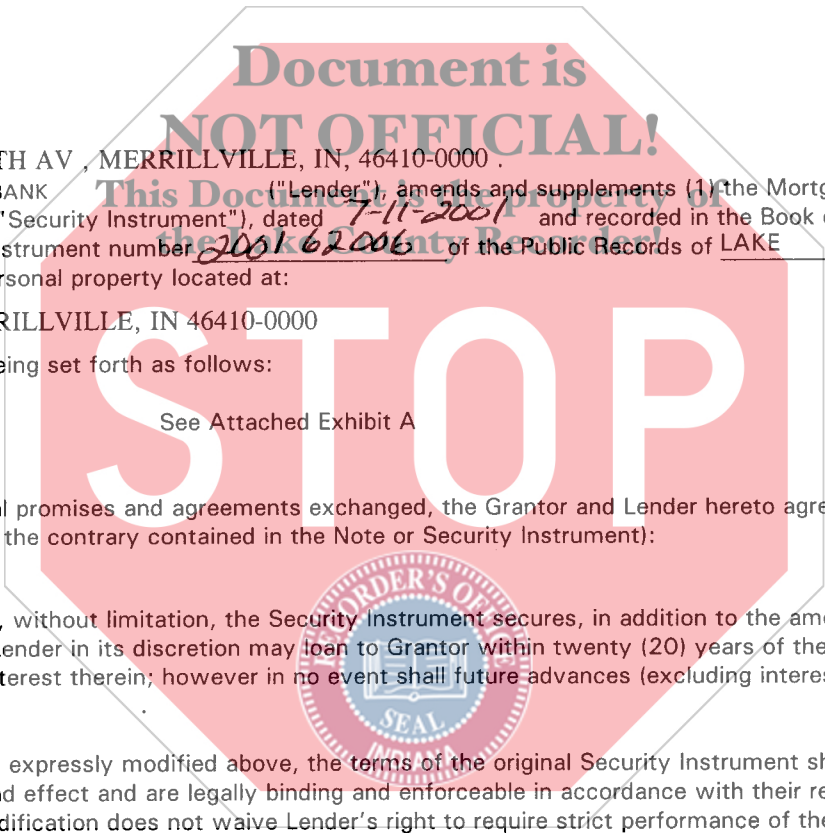 Document is
NOT OFFICIAL!
TH AV , MERRILLVILLE, IN, 46410-0000 .
BANK ("Lender"), amends and supplements (1) the Mortg
This Document is the property of
"Security Instrument"), dated 7-11-2001 and recorded in the Book
strument number 2001 62006 of the Public Records of LAKE
the Lake County Recorder!
rsonal property located at:
RILLVILLE, IN 46410-0000
eing set forth as follows:
STOP
See Attached Exhibit A
l promises and agreements exchanged, the Grantor and Lender hereto agre
the contrary contained in the Note or Security Instrument):
RECORDER'S OFFICE
, without limitation, the Security Instrument secures, in addition to the amo
ender in its discretion may loan to Grantor within twenty (20) years of the
terest therein; however in no event shall future advances (excluding interes
SEAL
INDIANA
expressly modified above, the terms of the original Security Instrument sh
d effect and are legally binding and enforceable in accordance with their re
dification does not waive Lender's right to require strict performance of the